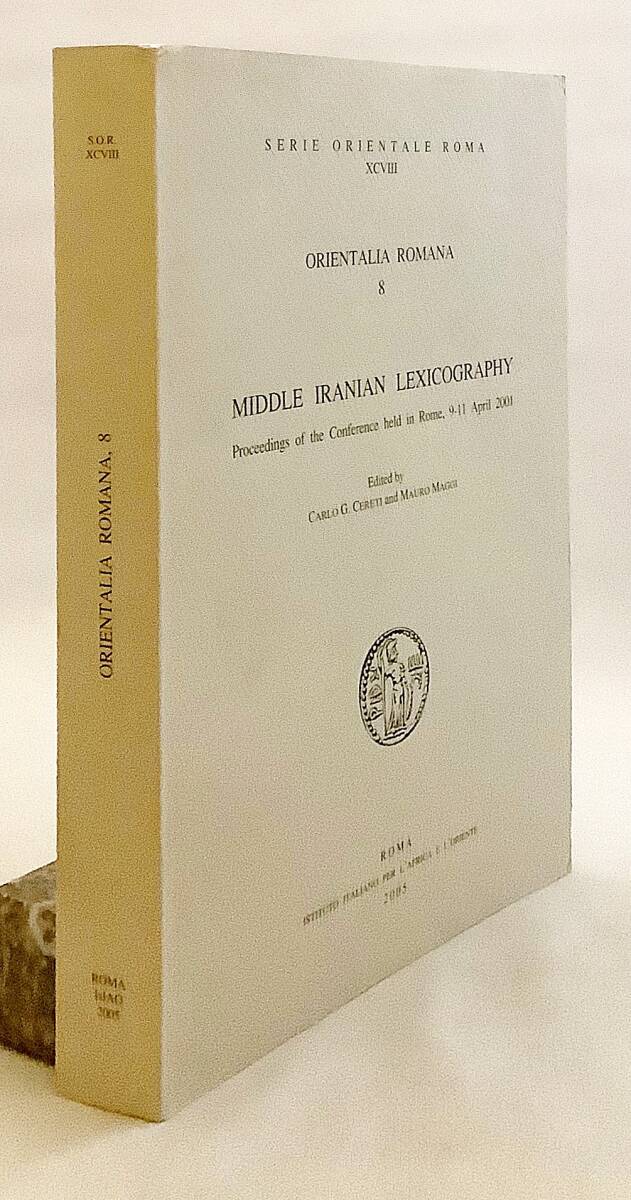 S.O.R.
XCVIII
ORIENTALIA ROMANA, 8
ROMA
IsIAO
2005
SERIE ORIENTALE ROMA
XCVIII
ORIENTALIA ROMANA
8
MIDDLE IRANIAN LEXICOGRAPHY
Proceedings of the Conference held in Rome, 9-11 April 2001
Edited by
CARLO G. CERETI and MAURO MAGGI
ROMA
ISTITUTO ITALIANO PER L'AFRICA E L'ORIENTE
2005